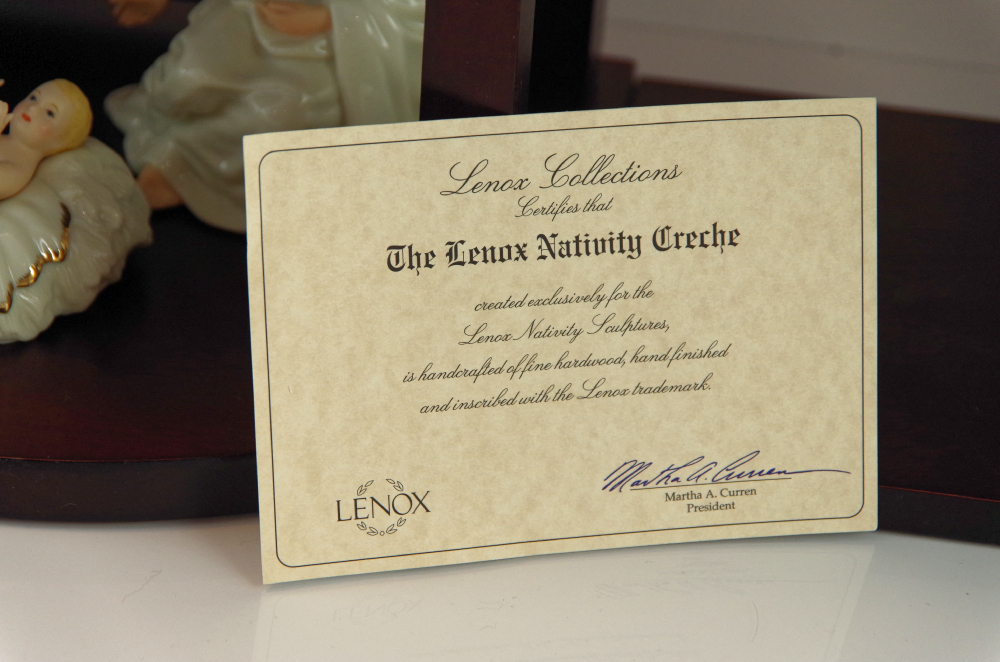 Lenox Collections
Certifies that
The Lenox Nativity Creche
created exclusively for the
Lenox Nativity Sculptures,
is handcrafted of fine hardwood, hand finished
and inscribed with the Lenox trademark.
LENOX
Martha A. Curren
Martha A. Curren
President